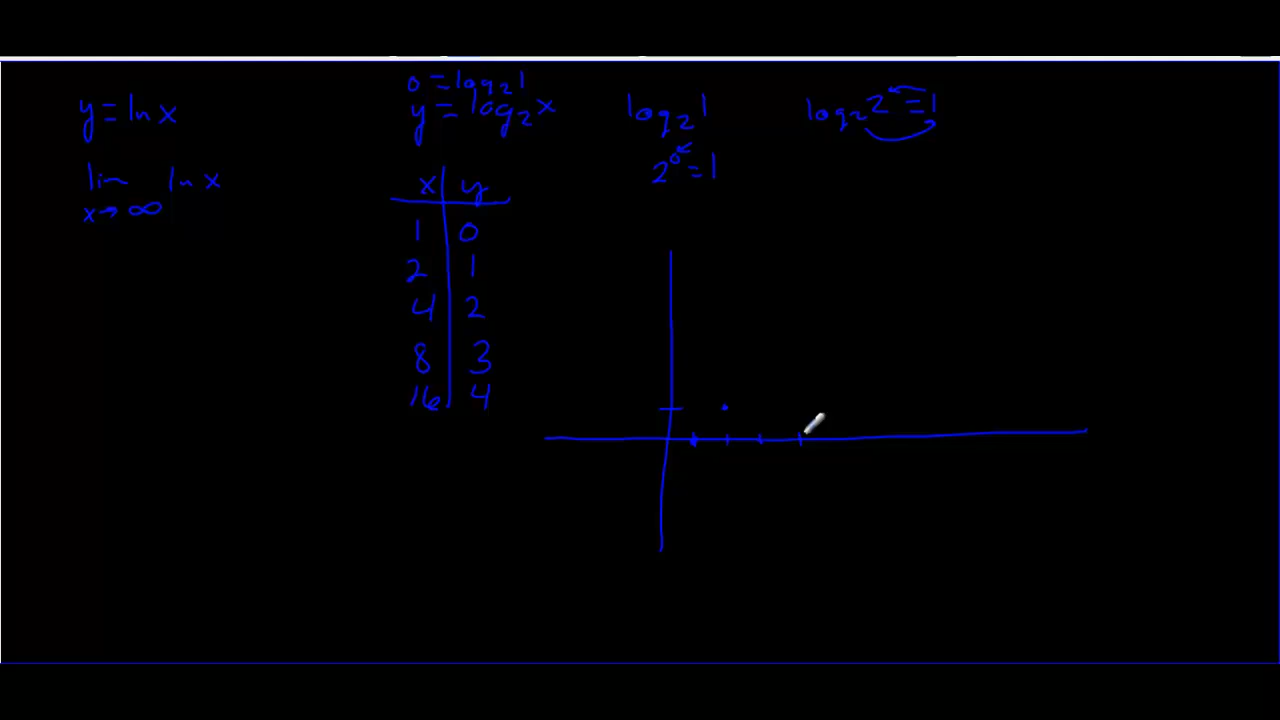 y = ln x
lim ln x
x → ∞
0 = log₂ 1
y = log₂ x
x y
1 0
2 1
4 2
8 3
16 4
log₂ 1
2⁰ = 1
log₂ 2 = 1